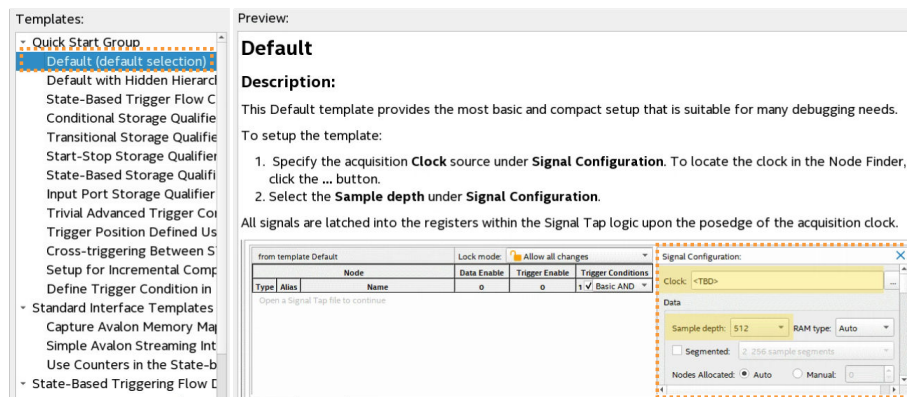 Templates:
Quick Start Group
Default (default selection)
Default with Hidden Hierarcl
State-Based Trigger Flow C
Conditional Storage Qualifie
Transitional Storage Qualifie
Start-Stop Storage Qualifier
State-Based Storage Qualifi
Input Port Storage Qualifier
Trivial Advanced Trigger Coi
Trigger Position Defined Us
Cross-triggering Between S
Setup for Incremental Comp
Define Trigger Condition in
Standard Interface Templates
Capture Avalon Memory Map
Simple Avalon Streaming Int
Use Counters in the State-b
State-Based Triggering Flow D
Preview:
Default
Description:
This Default template provides the most basic and compact setup that is suitable for many debugging needs.
To setup the template:
1. Specify the acquisition Clock source under Signal Configuration. To locate the clock in the Node Finder,
click the ... button.
2. Select the Sample depth under Signal Configuration.
All signals are latched into the registers within the Signal Tap logic upon the posedge of the acquisition clock.
from template Default Lock mode: Allow all changes
Node Data Enable Trigger Enable Trigger Conditions
Type Alias Name 0 0 1 Basic AND
Open a Signal Tap file to continue
Signal Configuration:
Clock: <TBD> ...
Data
Sample depth: 512 RAM type: Auto
Segmented: 2 256 sample segments
Nodes Allocated: Auto Manual: 0